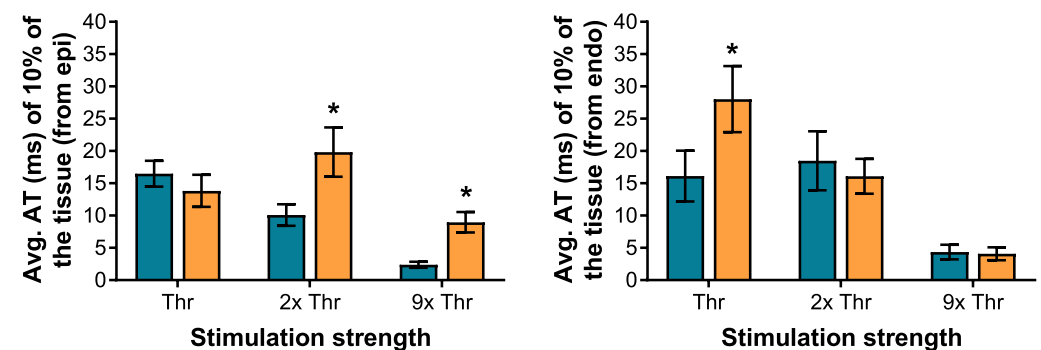 Avg. AT (ms) of 10% of
the tissue (from epi)
40
35
30
25
20
15
10
5
0
*
*
Thr
2x Thr
9x Thr
Stimulation strength
Avg. AT (ms) of 10% of
the tissue (from endo)
40
35
30
25
20
15
10
5
0
*
Thr
2x Thr
9x Thr
Stimulation strength